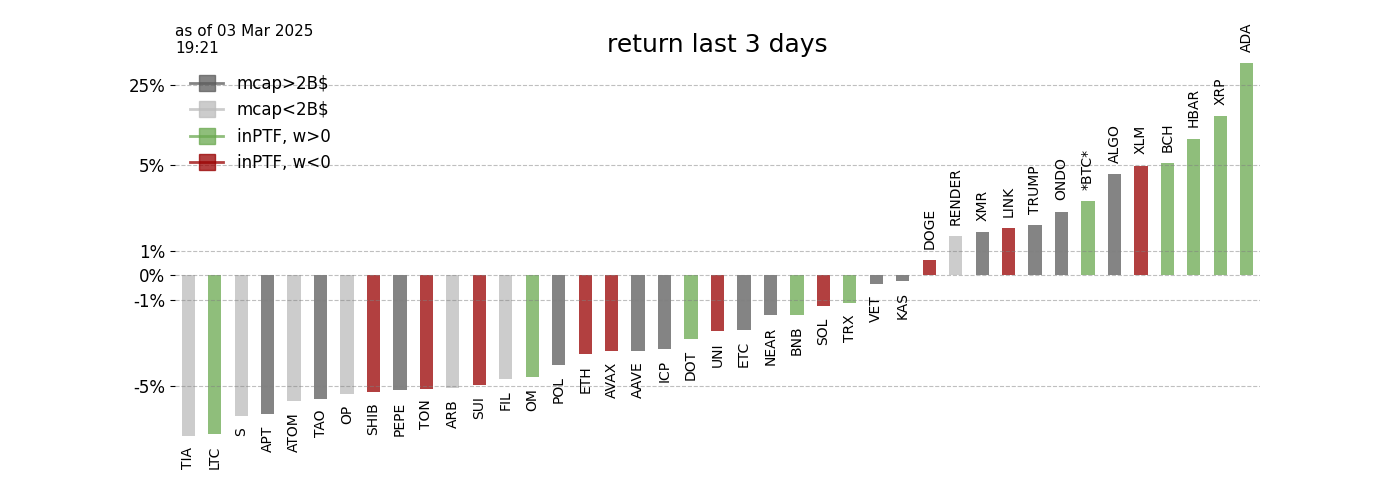 as of 03 Mar 2025
19:21
return last 3 days
mcap>2B$
mcap<2B$
inPTF, w>0
inPTF, w<0
25%
5%
1%
0%
-1%
-5%
TIA
LTC
S
APT
ATOM
TAO
OP
SHIB
PEPE
TON
ARB
SUI
FIL
OM
POL
ETH
AVAX
AAVE
ICP
DOT
UNI
ETC
NEAR
BNB
SOL
TRX
VET
KAS
DOGE
RENDER
XMR
LINK
TRUMP
ONDO
*BTC*
ALGO
XLM
BCH
HBAR
XRP
ADA